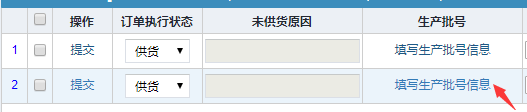 操作 订单执行状态 未供货原因 生产批号
1 提交 供货 填写生产批号信息
2 提交 供货 填写生产批号信息